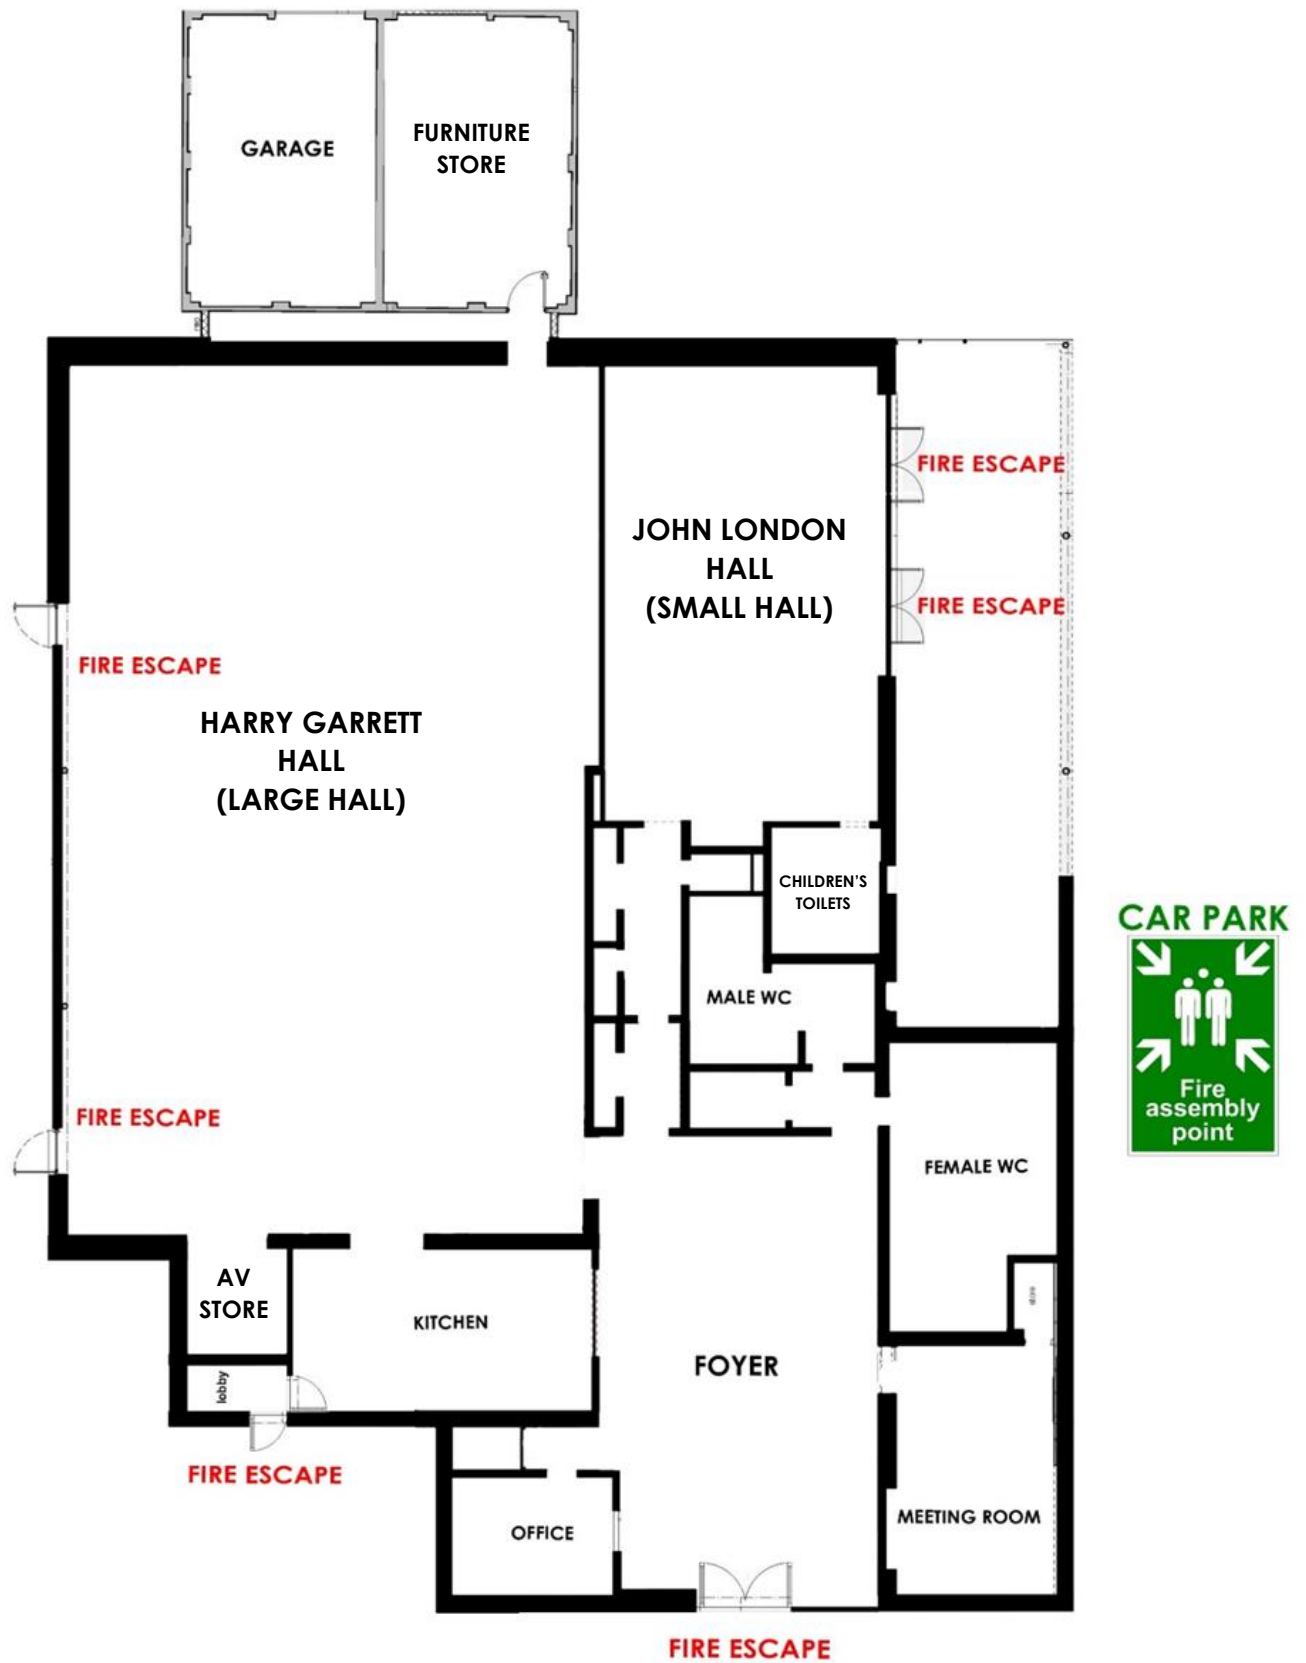 GARAGE
FURNITURE
STORE
FIRE ESCAPE
JOHN LONDON
HALL
(SMALL HALL)
FIRE ESCAPE
FIRE ESCAPE
HARRY GARRETT
HALL
(LARGE HALL)
CHILDREN'S
TOILETS
CAR PARK
MALE WC
Fire
assembly
point
FIRE ESCAPE
FEMALE WC
AV
STORE
store
KITCHEN
FOYER
lobby
FIRE ESCAPE
MEETING ROOM
OFFICE
FIRE ESCAPE